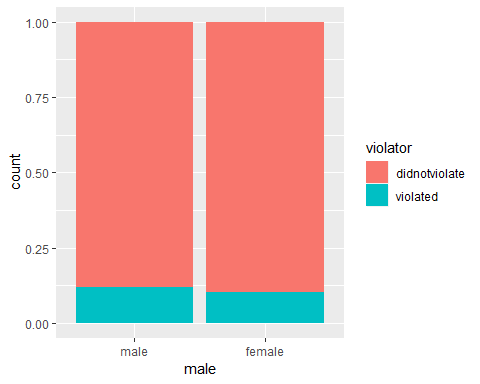 1.00
0.75
0.50
0.25
0.00
count
male
female
male
violator
didnotviolate
violated